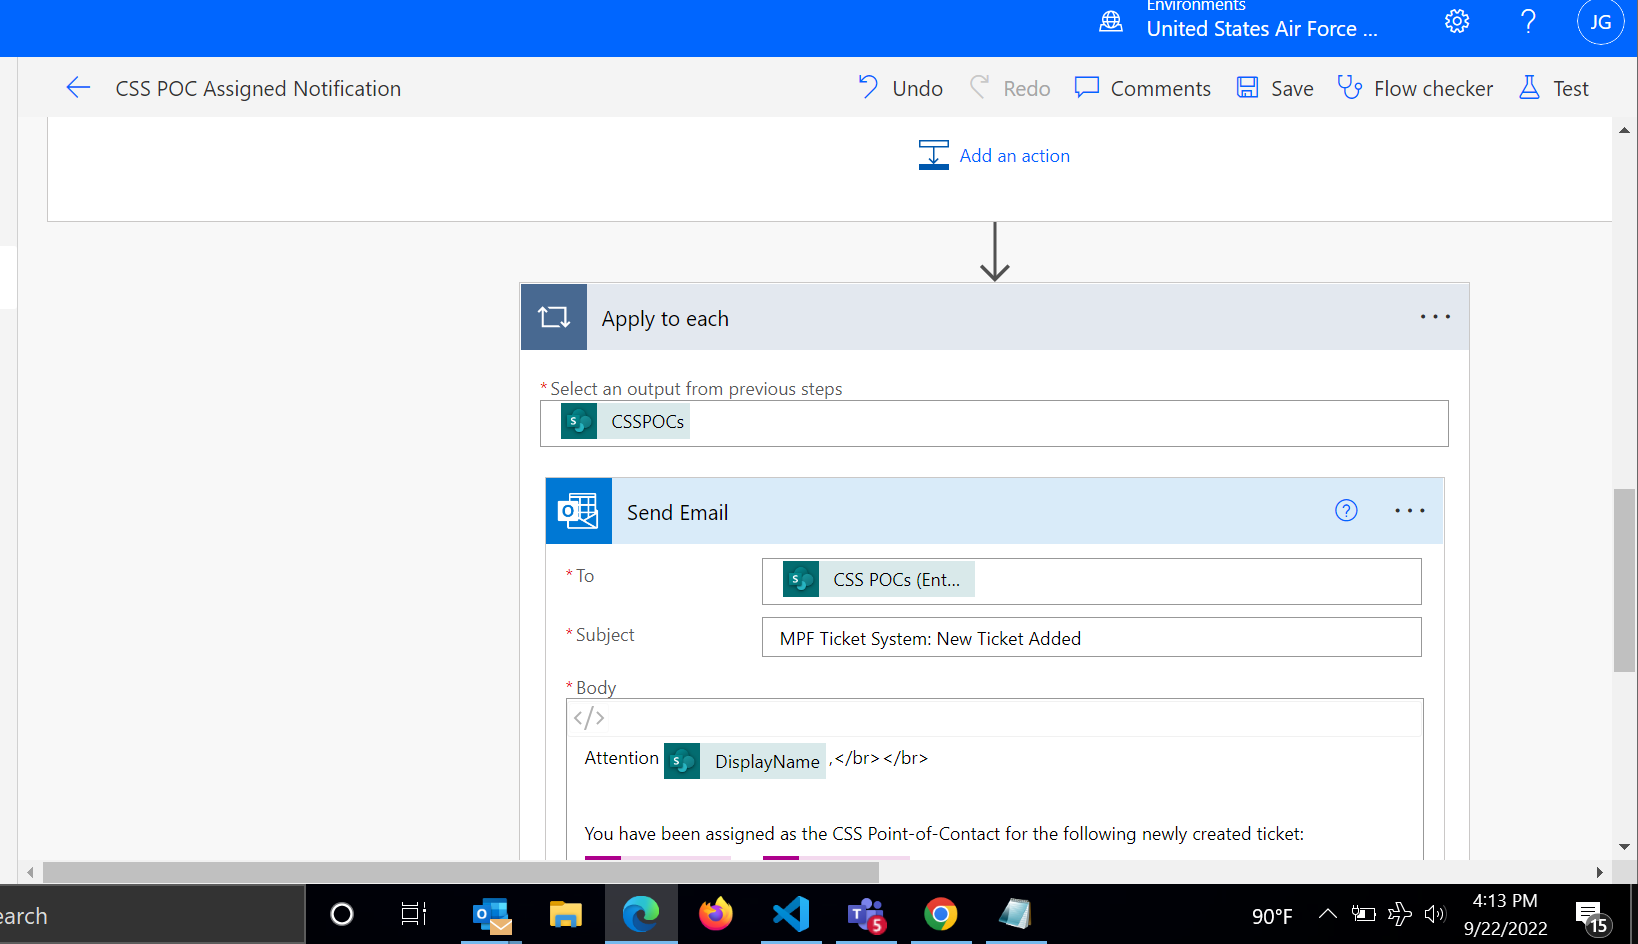 Environments
United States Air Force ...
JG
CSS POC Assigned Notification
Undo
Redo
Comments
Save
Flow checker
Test
Add an action
Apply to each
*Select an output from previous steps
CSSPOCs
Send Email
*To
CSS POCs (Ent...
*Subject
MPF Ticket System: New Ticket Added
*Body
</>
Attention DisplayName ,</br></br>
You have been assigned as the CSS Point-of-Contact for the following newly created ticket:
earch
5
90°F
4:13 PM
9/22/2022
15